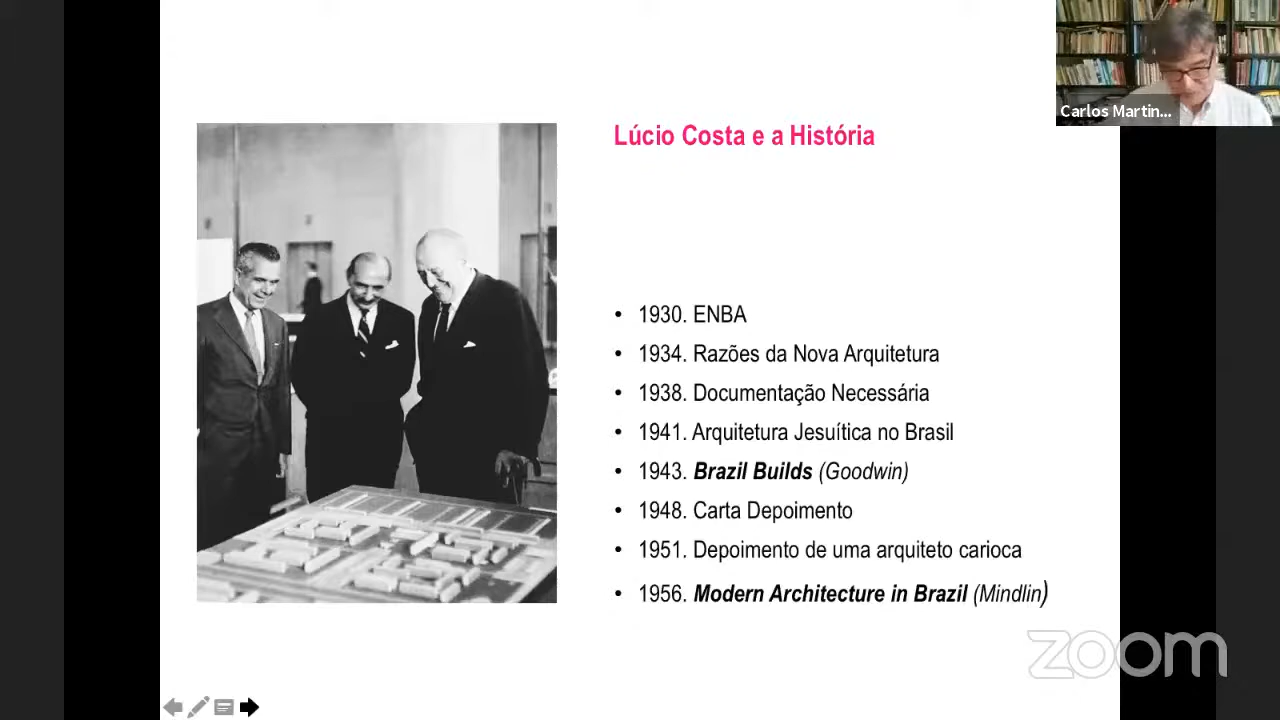 Carlos Martin...
Lúcio Costa e a História
• 1930. ENBA
• 1934. Razões da Nova Arquitetura
• 1938. Documentação Necessária
• 1941. Arquitetura Jesuítica no Brasil
• 1943. Brazil Builds (Goodwin)
• 1948. Carta Depoimento
• 1951. Depoimento de uma arquiteto carioca
• 1956. Modern Architecture in Brazil (Mindlin)
zoom